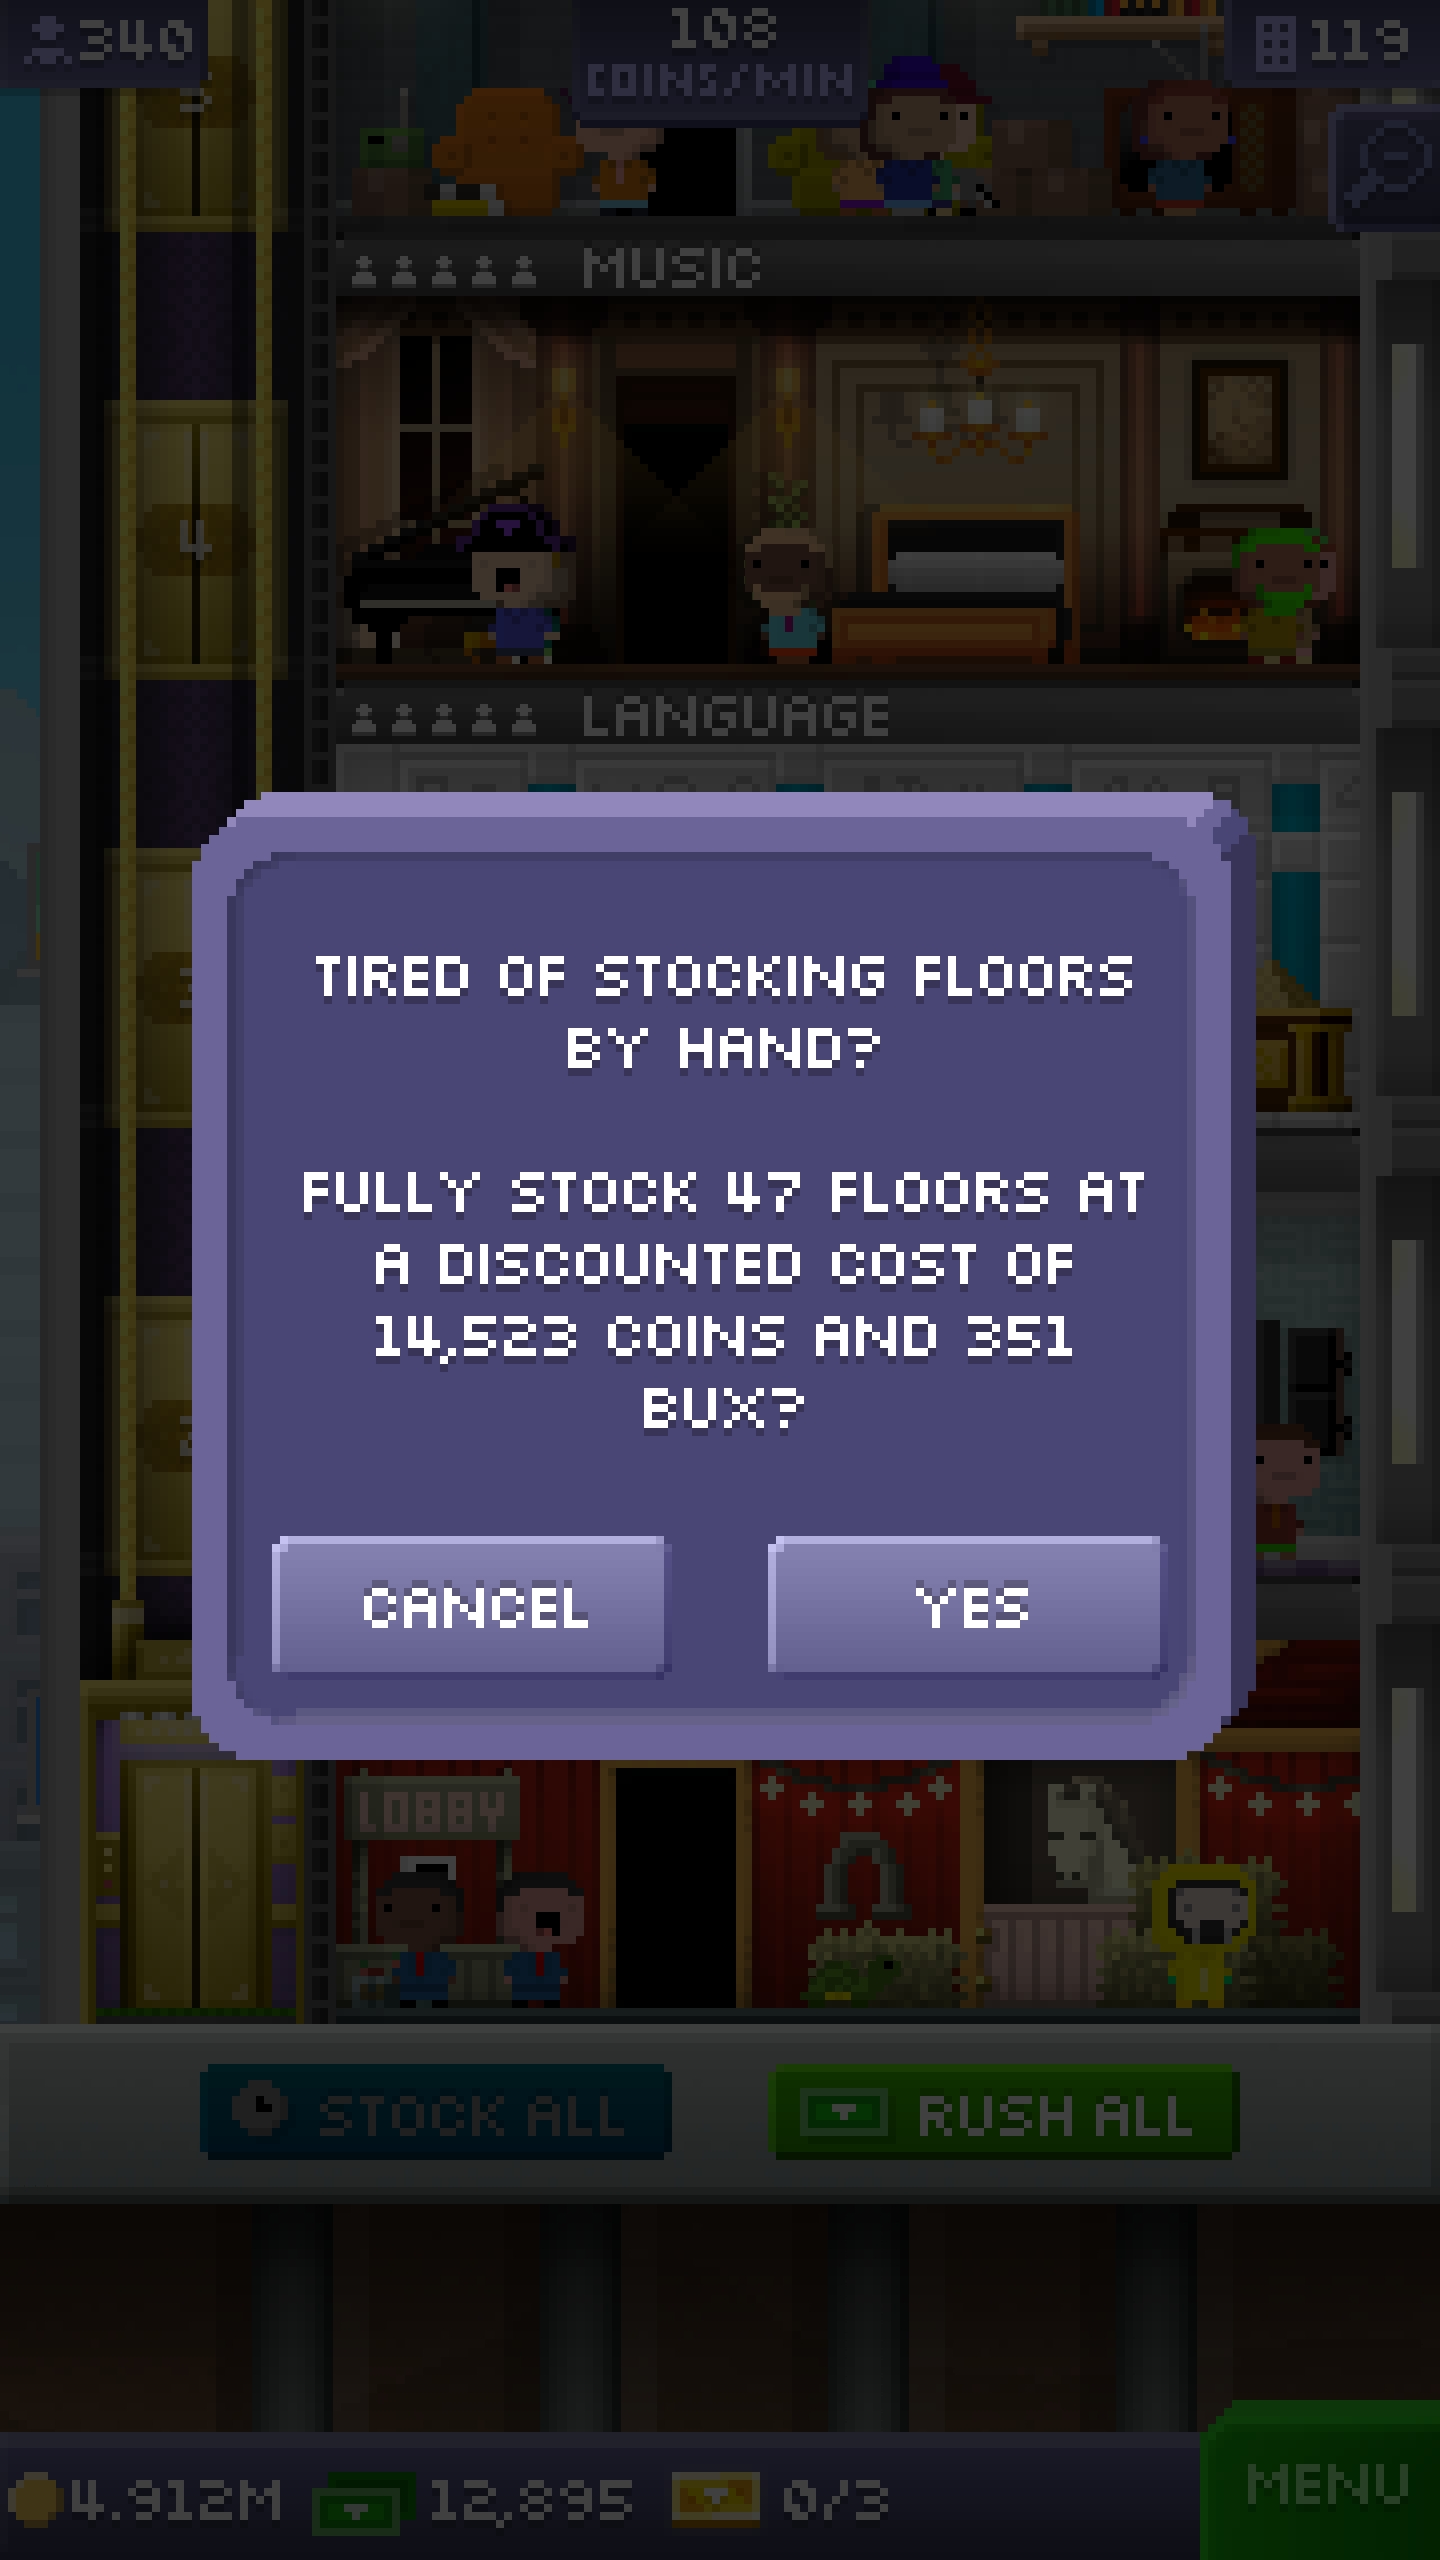 340
108
COINS/MIN
119
MUSIC
4
LANGUAGE
TIRED OF STOCKING FLOORS
BY HAND?
FULLY STOCK 47 FLOORS AT
A DISCOUNTED COST OF
14,523 COINS AND 351
BUX?
CANCEL
YES
LOBBY
STOCK ALL
RUSH ALL
4.912M
12,895
0/3
MENU